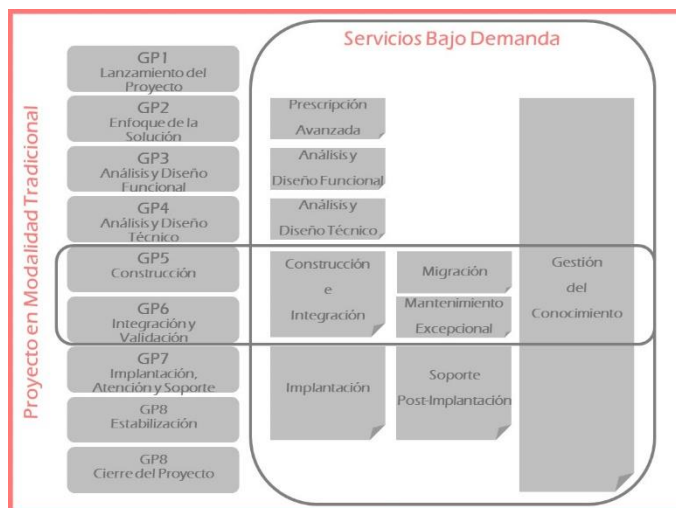 Servicios Bajo Demanda
Proyecto en Modalidad Tradicional
GP1
Lanzamiento del
Proyecto
GP2
Enfoque de la
Solución
GP3
Análisis y Diseño
Funcional
GP4
Análisis y Diseño
Técnico
GP5
Construcción
GP6
Integración y
Validación
GP7
Implantación,
Atención y Soporte
GP8
Estabilización
GP8
Cierre del Proyecto
Prescripción
Avanzada
Análisis y
Diseño Funcional
Análisis y
Diseño Técnico
Construcción
e
Integración
Implantación
Migración
Mantenimiento
Excepcional
Soporte
Post-Implantación
Gestión
del
Conocimiento